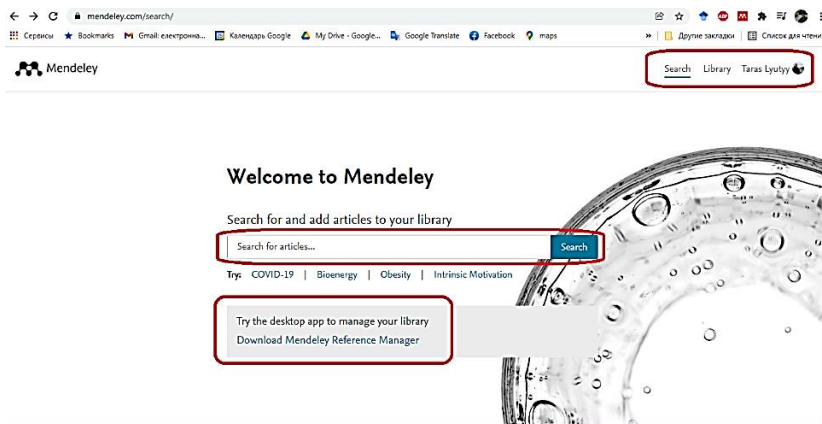 mendeley.com/search/
Сервисы Bookmarks Gmail: електронна... Календарь Google My Drive - Google... Google Translate Facebook maps » Другие закладки Список для чтени
Mendeley Search Library Taras Lyutyy
Welcome to Mendeley
Search for and add articles to your library
Search for articles... Search
Try: COVID-19 | Bioenergy | Obesity | Intrinsic Motivation
Try the desktop app to manage your library
Download Mendeley Reference Manager